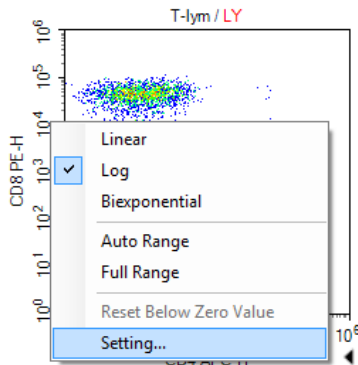 T-lym / LY
10^6
10^5
10^4
10^3
10^2
10^1
10^0
CD8 PE-H
Linear
Log
Biexponential
Auto Range
Full Range
Reset Below Zero Value
Setting...
10^6